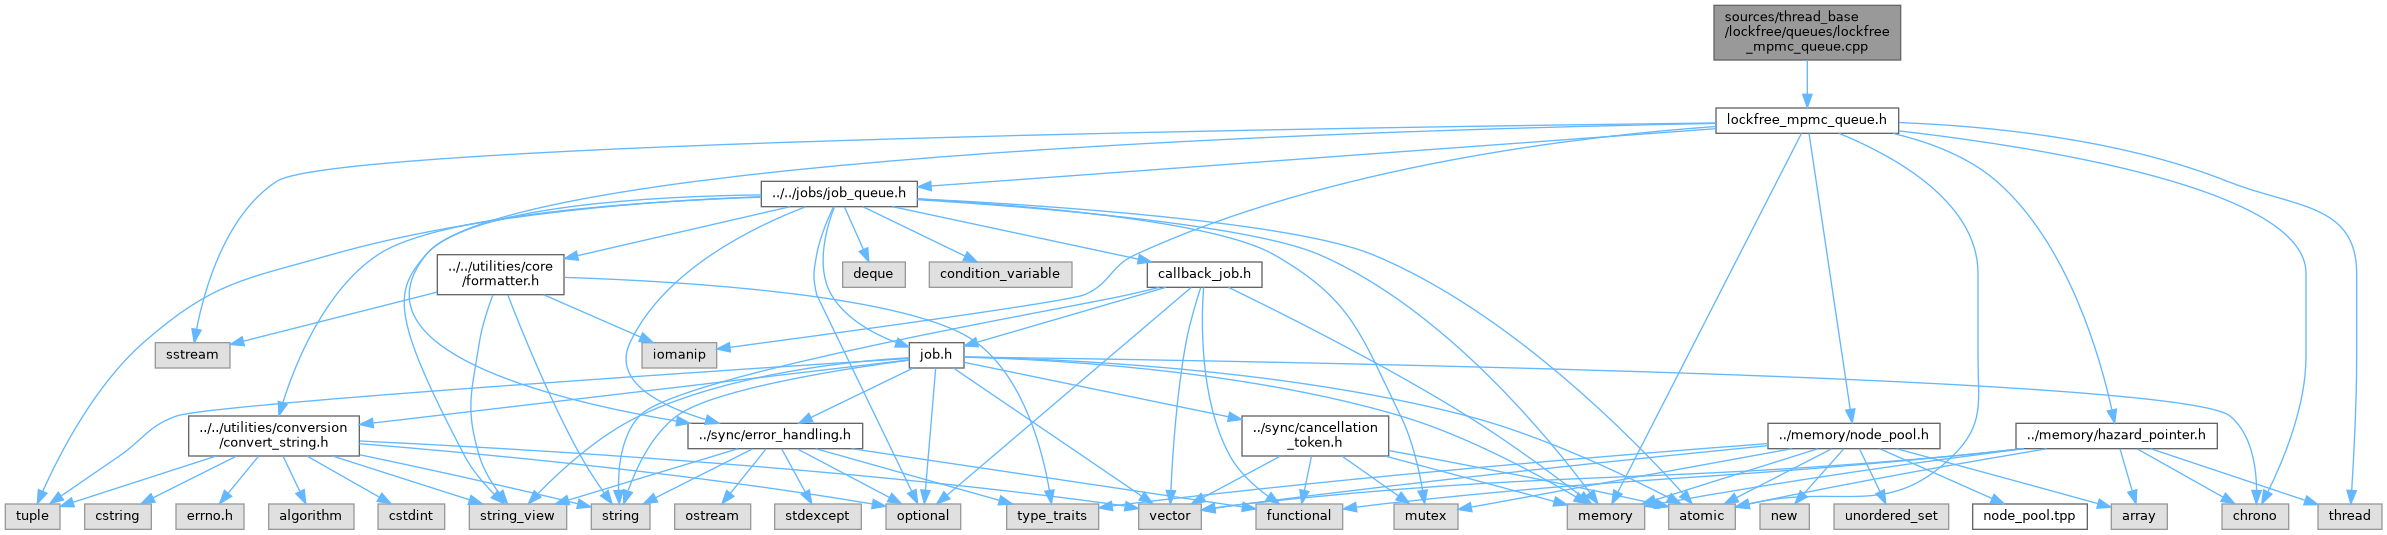 sources/thread_base
/lockfree/queues/lockfree
_mpmc_queue.cpp
lockfree_mpmc_queue.h
../../jobs/job_queue.h
../../utilities/core
/formatter.h
deque
condition_variable
callback_job.h
sstream
iomanip
job.h
../../utilities/conversion
/convert_string.h
../sync/error_handling.h
../sync/cancellation
_token.h
../memory/node_pool.h
../memory/hazard_pointer.h
tuple
cstring
errno.h
algorithm
cstdint
string_view
string
ostream
stdexcept
optional
type_traits
vector
functional
mutex
memory
atomic
new
unordered_set
node_pool.tpp
array
chrono
thread